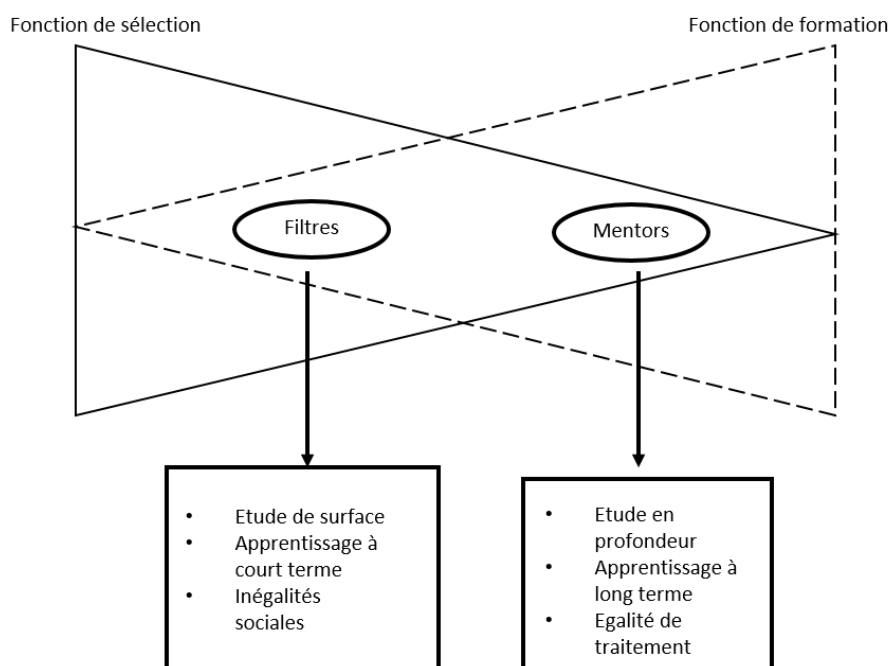 Fonction de sélection
Fonction de formation
Filtres
Mentors
• Etude de surface
• Apprentissage à
court terme
• Inégalités
sociales
• Etude en
profondeur
• Apprentissage à
long terme
• Egalité de
traitement